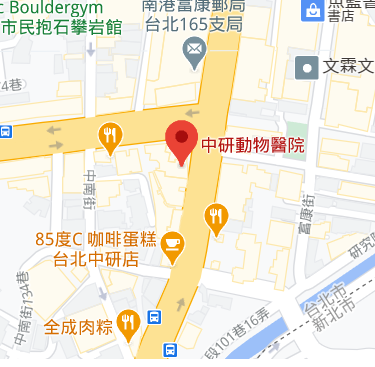 c Bouldergym
市民抱石攀岩館
南港富康郵局
台北165支局
書店
文霖文
24巷
中研動物醫院
中南街
富康街
85度C 咖啡蛋糕
台北中研店
研究院
中南街134巷
台北市
新北市
全成肉粽
段101巷16弄